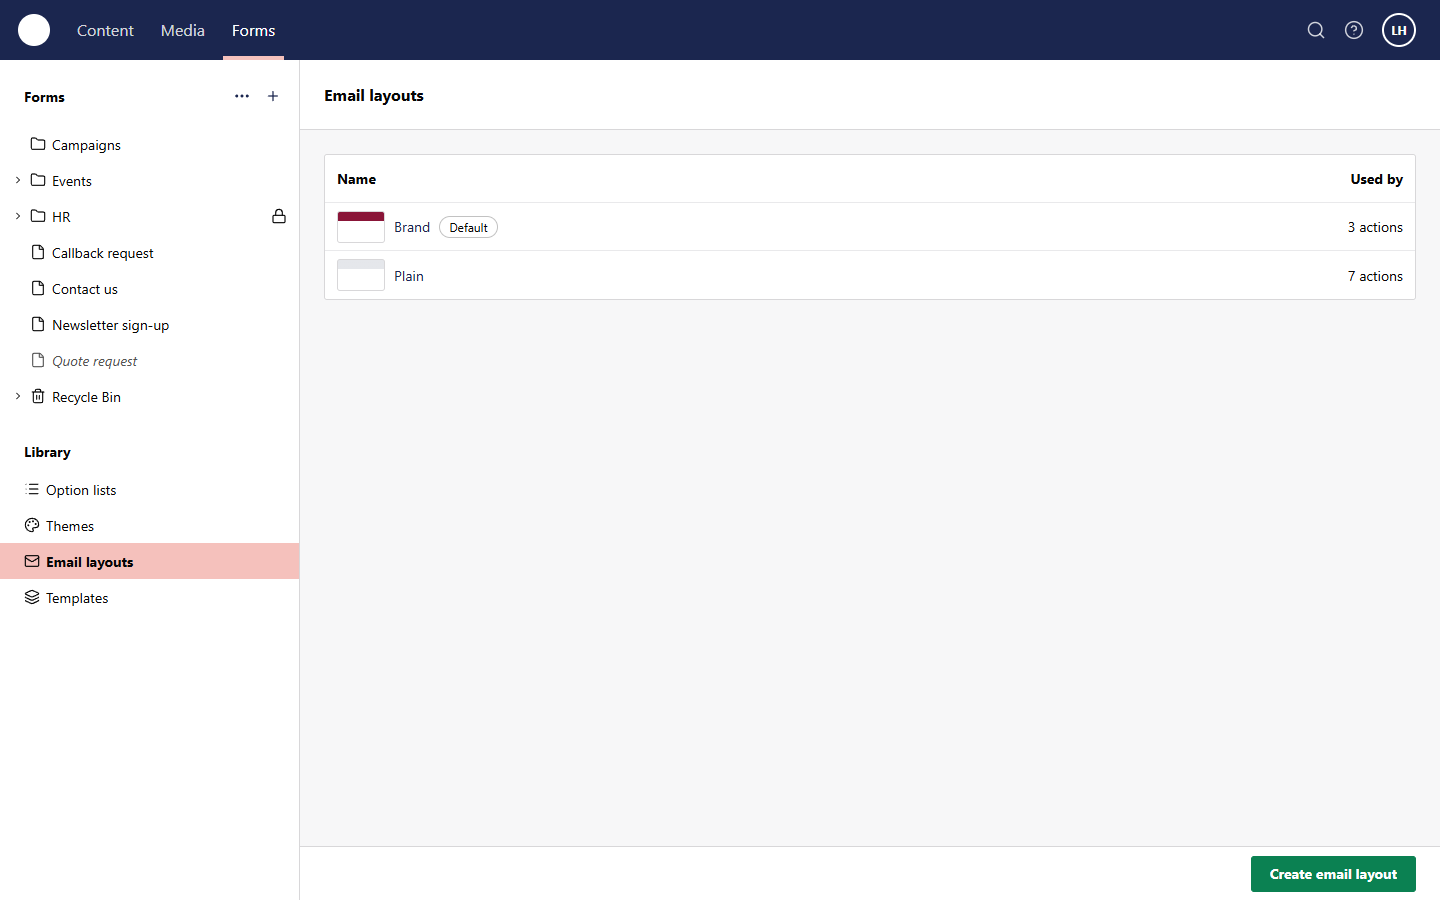 Content Media Forms LH
Forms
Campaigns
Events
HR
Callback request
Contact us
Newsletter sign-up
Quote request
Recycle Bin
Library
Option lists
Themes
Email layouts
Templates
Email layouts
Name Used by
Brand Default 3 actions
Plain 7 actions
Create email layout